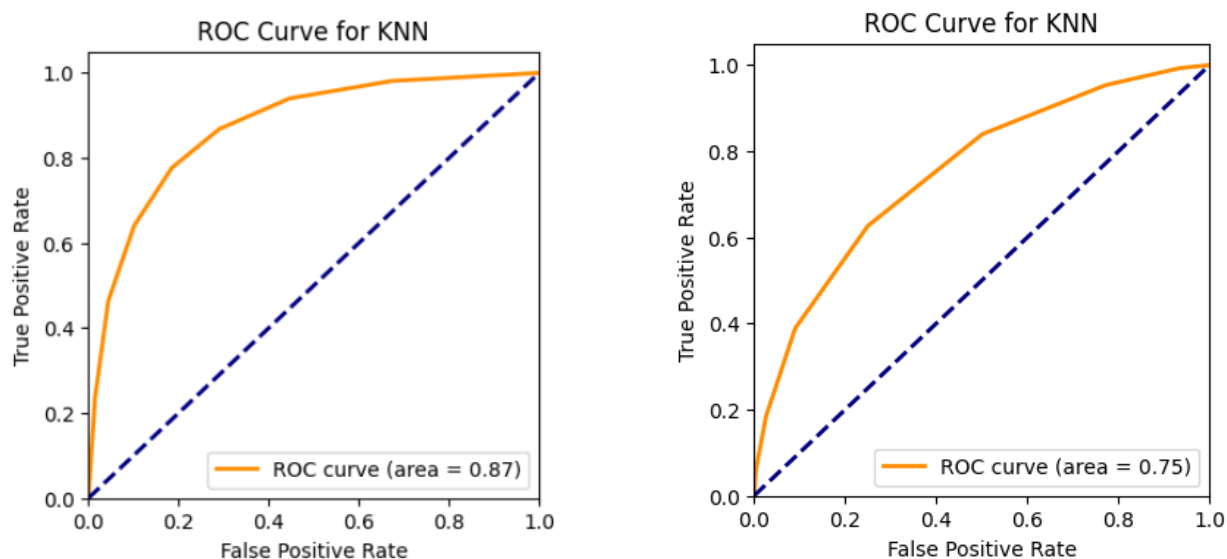 ROC Curve for KNN
1.0
0.8
0.6
0.4
0.2
0.0
True Positive Rate
ROC curve (area = 0.87)
0.0 0.2 0.4 0.6 0.8 1.0
False Positive Rate
ROC Curve for KNN
1.0
0.8
0.6
0.4
0.2
0.0
True Positive Rate
ROC curve (area = 0.75)
0.0 0.2 0.4 0.6 0.8 1.0
False Positive Rate